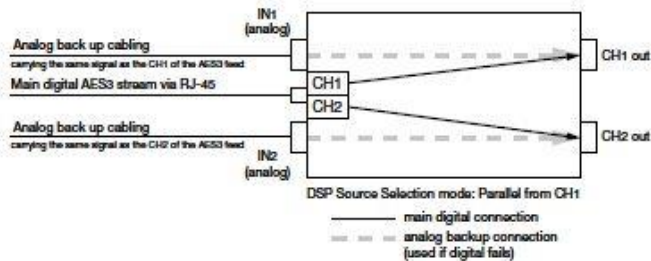 IN1
(analog)
Analog back up cabling
carrying the same signal as the CH1 of the AES3 feed
CH1 out
Main digital AES3 stream via RJ-45
CH1
CH2
Analog back up cabling
carrying the same signal as the CH2 of the AES3 feed
CH2 out
IN2
(analog)
DSP Source Selection mode: Parallel from CH1
main digital connection
analog backup connection
(used if digital fails)